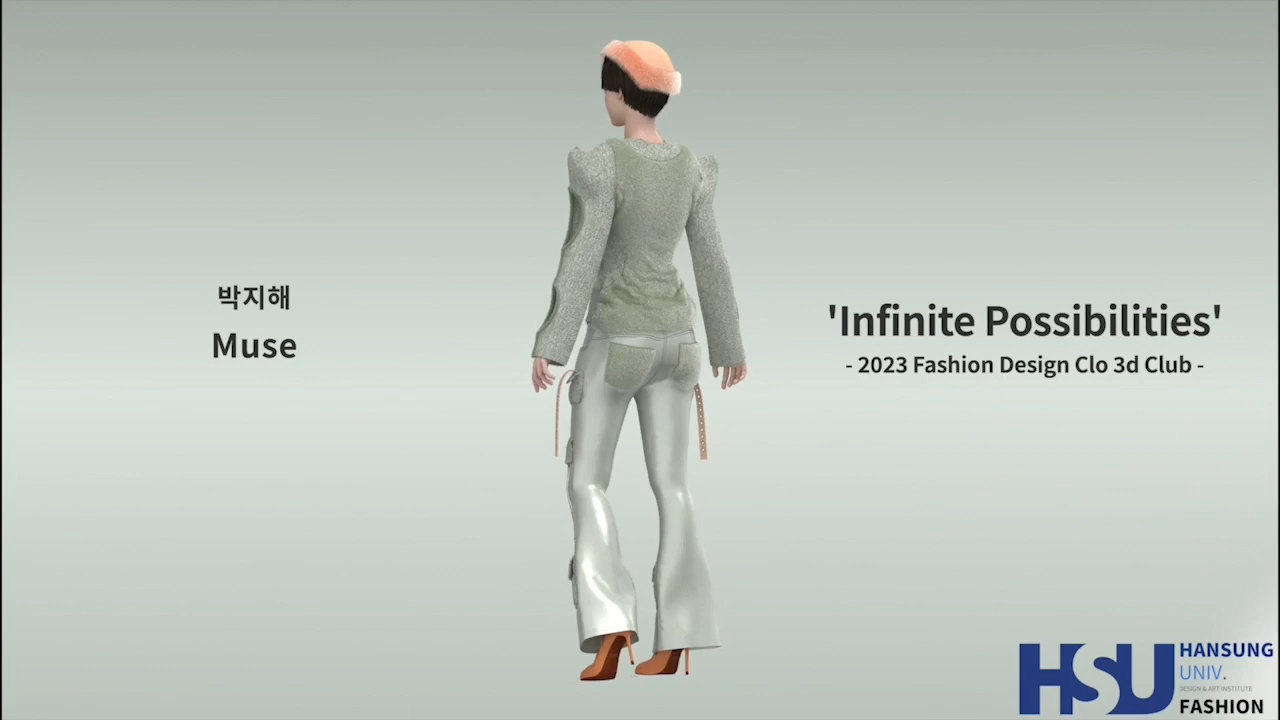 박지해
Muse
'Infinite Possibilities'
- 2023 Fashion Design Clo 3d Club -
HSU
HANSUNG
UNIV.
DESIGN & ART INSTITUTE
FASHION